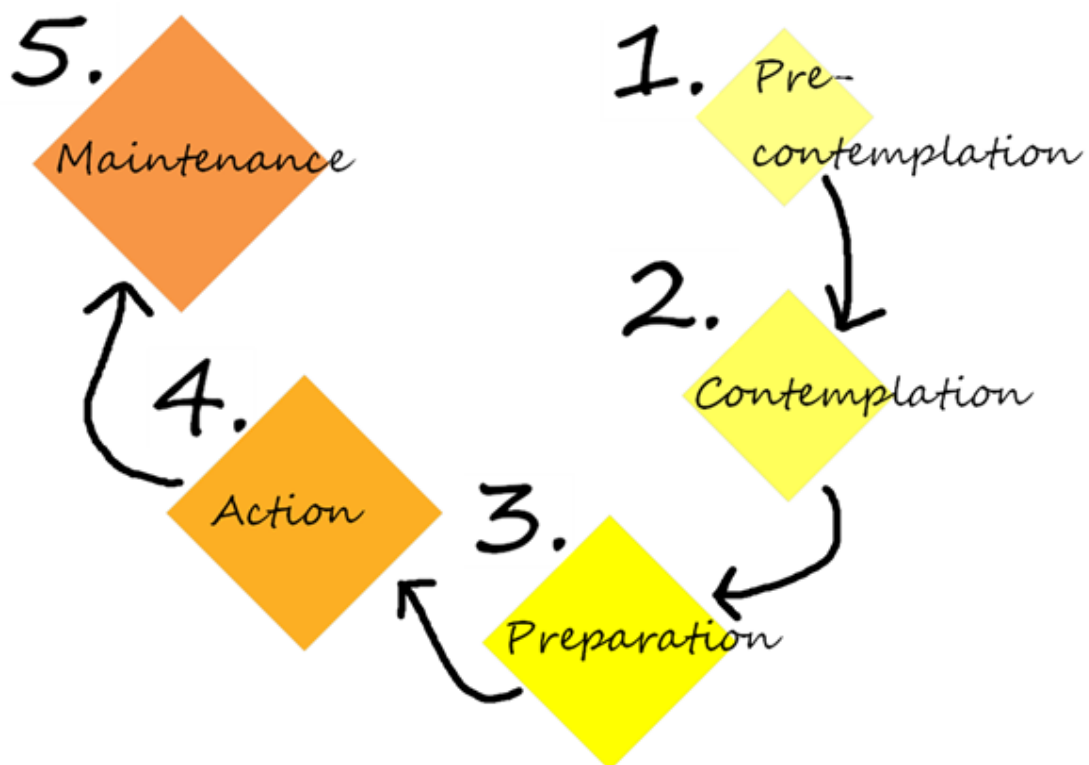 1. Pre-
contemplation
2. Contemplation
3. Preparation
4. Action
5. Maintenance